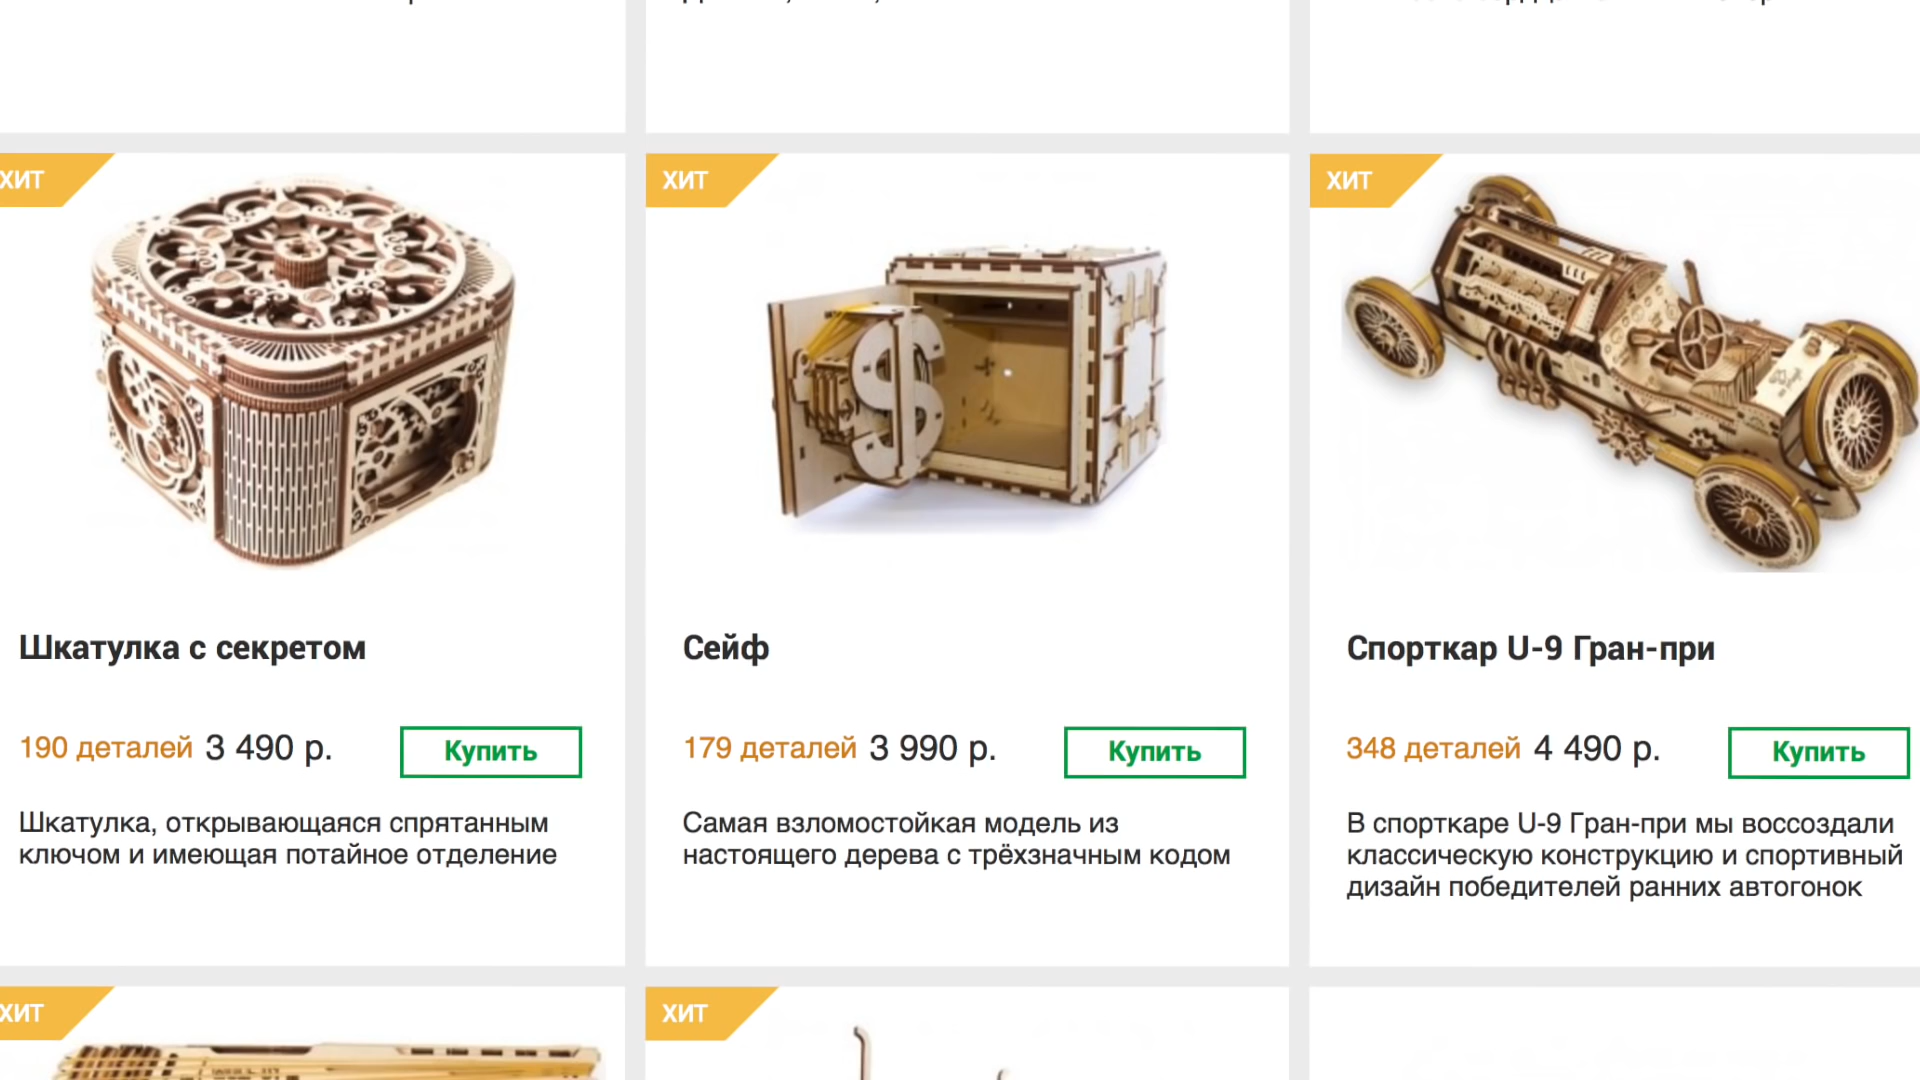 ХИТ
ХИТ
ХИТ
Шкатулка с секретом
190 деталей 3 490 р.
Купить
Шкатулка, открывающаяся спрятанным
ключом и имеющая потайное отделение
Сейф
179 деталей 3 990 р.
Купить
Самая взломостойкая модель из
настоящего дерева с трёхзначным кодом
Спорткар U-9 Гран-при
348 деталей 4 490 р.
Купить
В спорткаре U-9 Гран-при мы воссоздали
классическую конструкцию и спортивный
дизайн победителей ранних автогонок
ХИТ
ХИТ